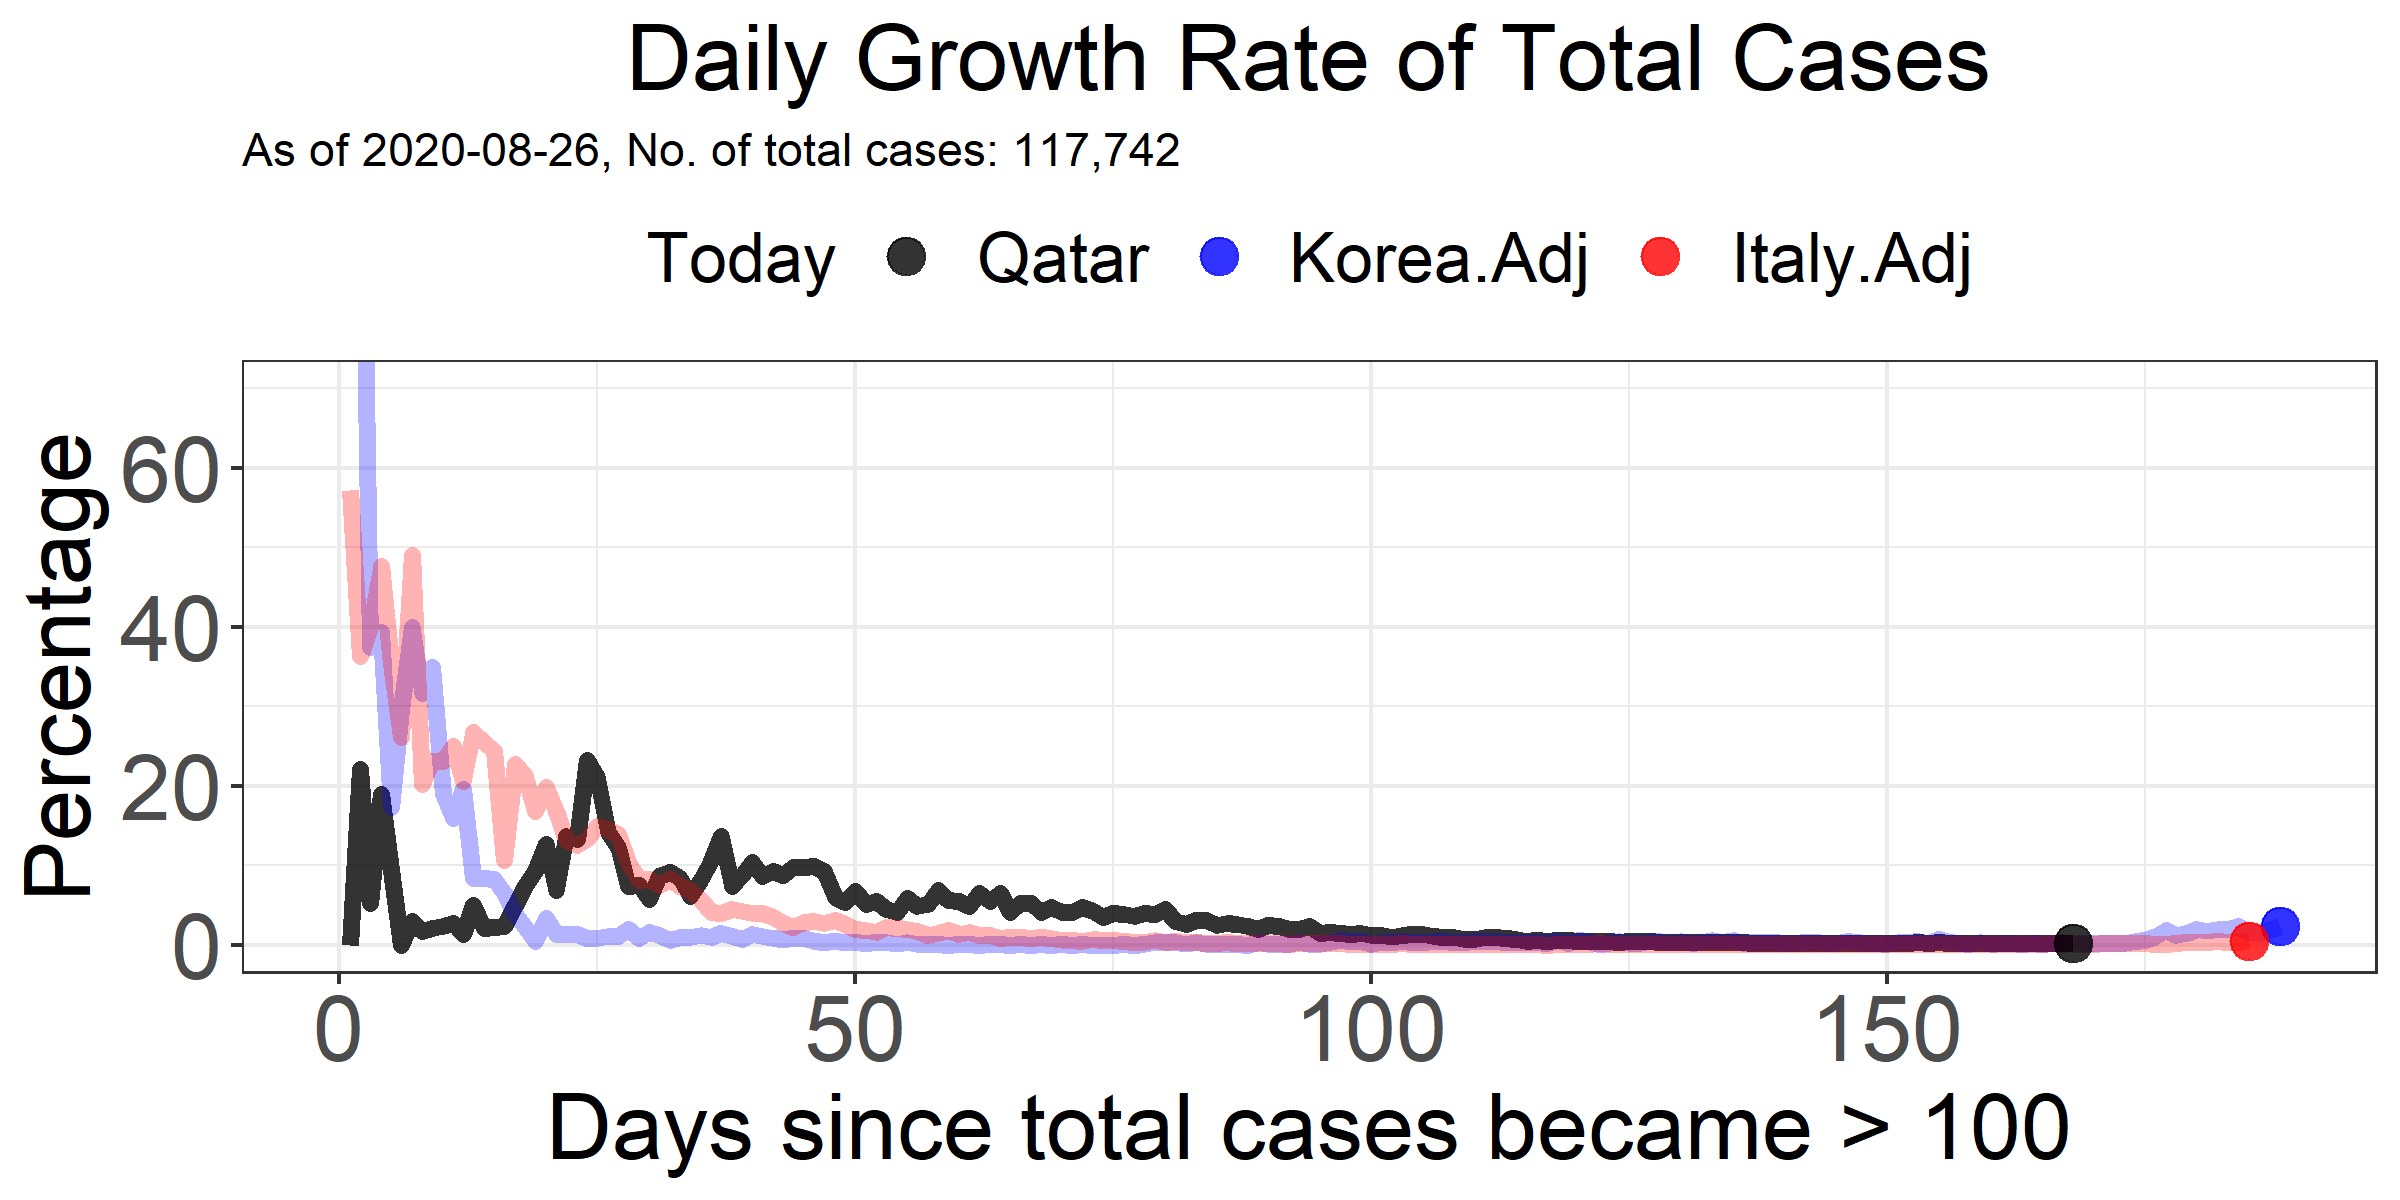 Daily Growth Rate of Total Cases
As of 2020-08-26, No. of total cases: 117,742
Today Qatar Korea.Adj Italy.Adj
Percentage
60
40
20
0
0 50 100 150
Days since total cases became > 100